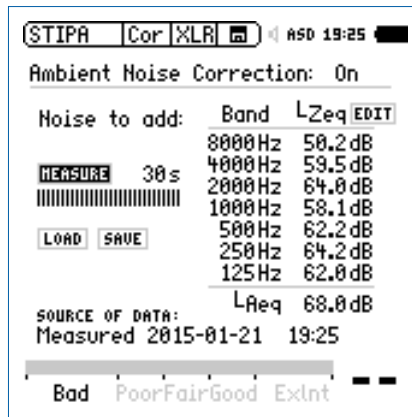 STIPA Cor XLR ASD 19:25
Ambient Noise Correction: On
Noise to add: Band LZeq EDIT
8000Hz 50.2dB
MEASURE 30s 4000Hz 59.5dB
2000Hz 64.0dB
1000Hz 58.1dB
LOAD SAVE 500Hz 62.2dB
250Hz 64.2dB
125Hz 62.0dB
LAeq 68.0dB
SOURCE OF DATA:
Measured 2015-01-21 19:25
Bad Poor Fair Good Exlnt --